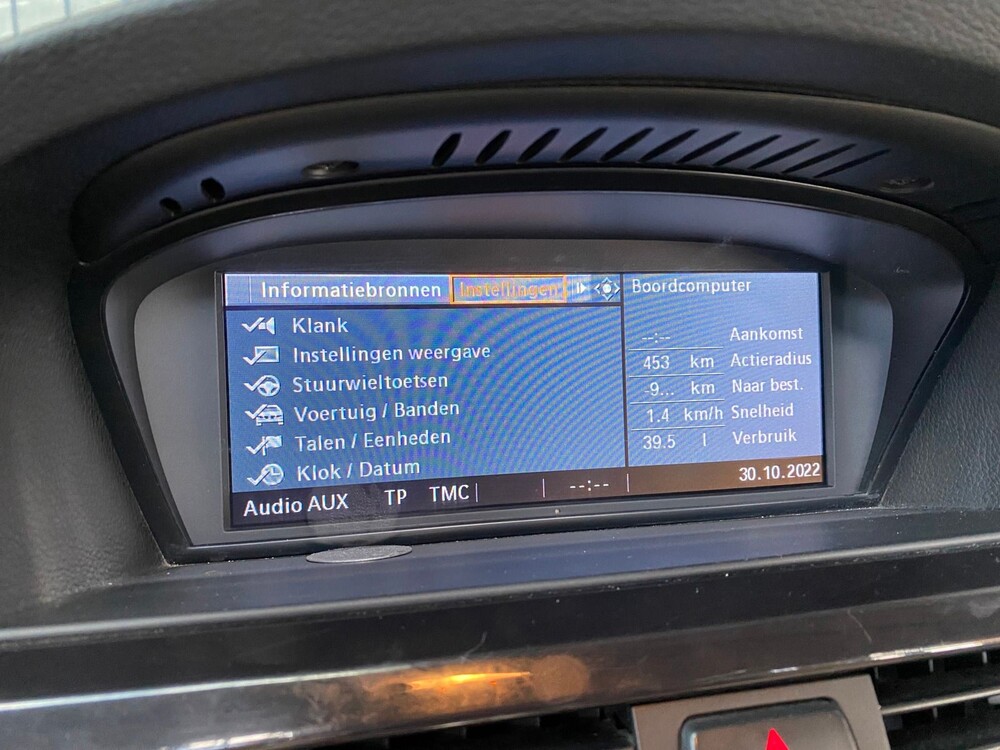 Informatiebronnen Instellingen
Klank
Instellingen weergave
Stuurwieltoetsen
Voertuig / Banden
Talen / Eenheden
Klok / Datum
Boordcomputer
--:-- Aankomst
453 km Actieradius
-9... km Naar best.
1.4 km/h Snelheid
39.5 l Verbruik
Audio AUX TP TMC --:-- 30.10.2022